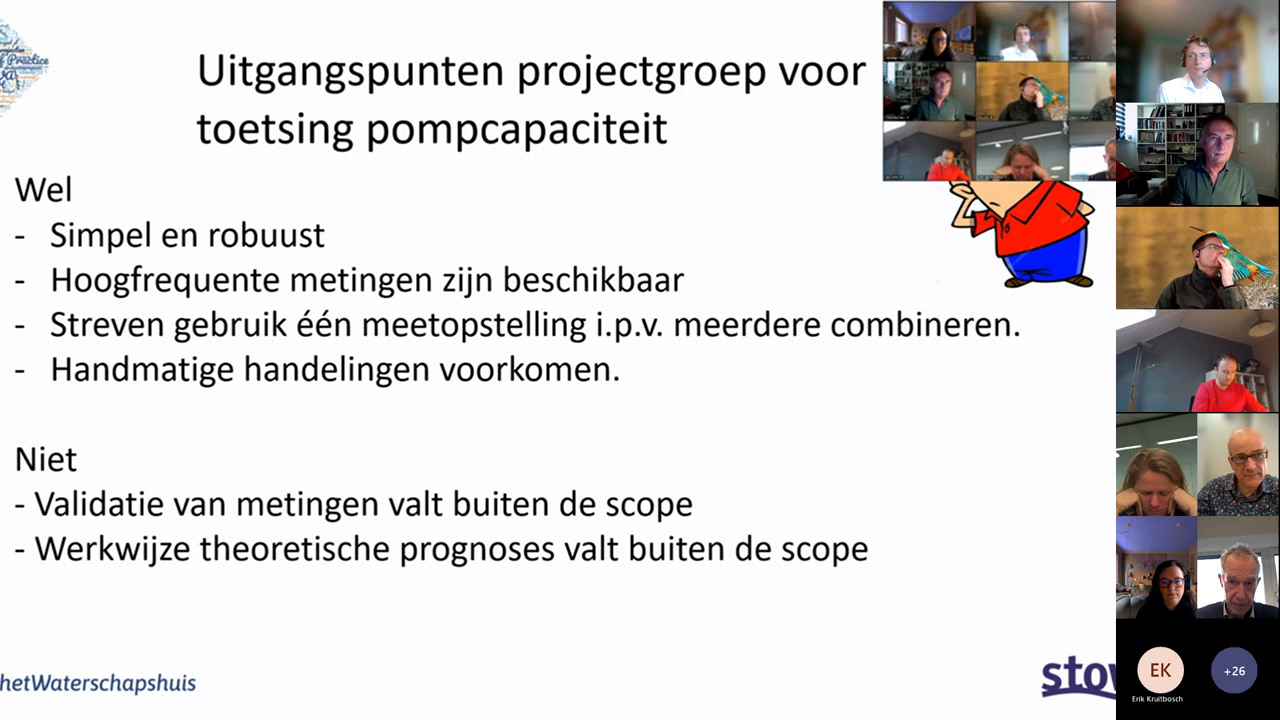 f Practice
Uitgangspunten projectgroep voor
toetsing pompcapaciteit
Wel
- Simpel en robuust
- Hoogfrequente metingen zijn beschikbaar
- Streven gebruik één meetopstelling i.p.v. meerdere combineren.
- Handmatige handelingen voorkomen.
Niet
- Validatie van metingen valt buiten de scope
- Werkwijze theoretische prognoses valt buiten de scope
hetWaterschapshuis
stow
EK
+26
Erik Kruitbosch